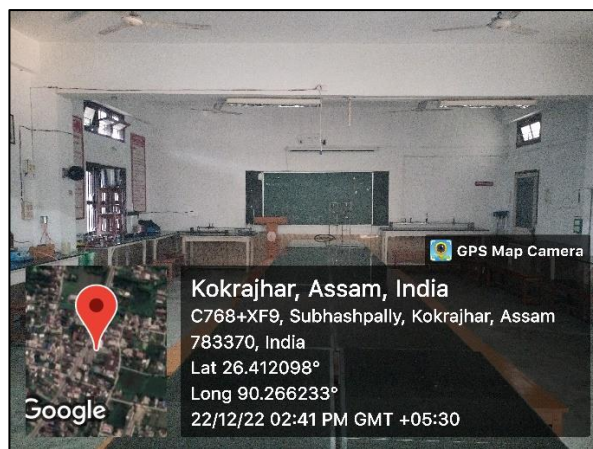 GPS Map Camera
Kokrajhar, Assam, India
C768+XF9, Subhashpally, Kokrajhar, Assam
783370, India
Lat 26.412098°
Long 90.266233°
22/12/22 02:41 PM GMT +05:30
Google